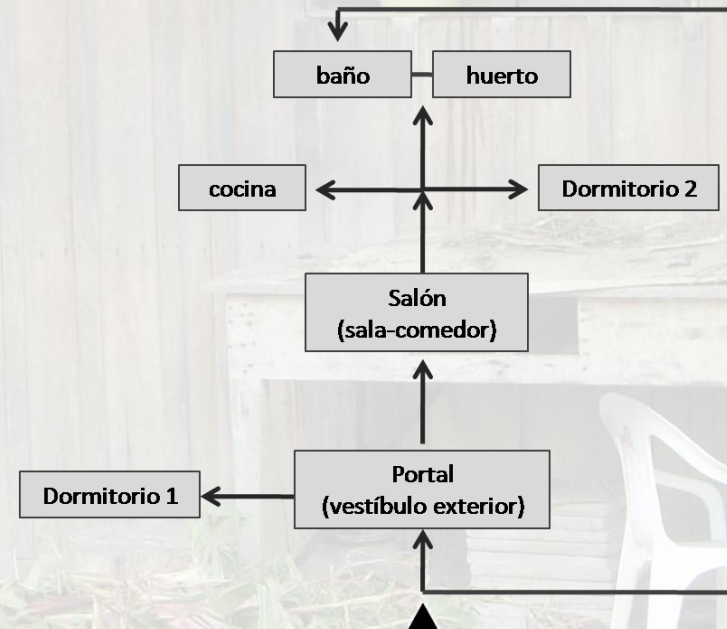 baño
huerto
cocina
Dormitorio 2
Salón
(sala-comedor)
Portal
(vestíbulo exterior)
Dormitorio 1